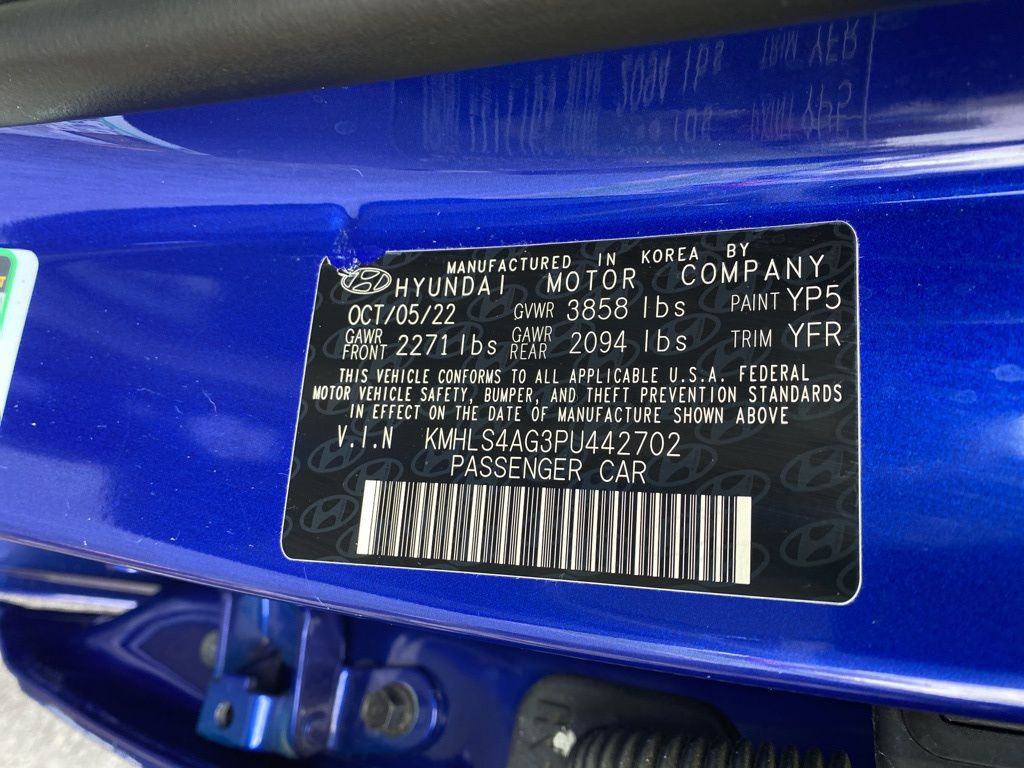 MANUFACTURED IN KOREA BY
HYUNDAI MOTOR COMPANY
OCT/05/22 GVWR 3858 lbs PAINT YP5
GAWR FRONT 2271 lbs GAWR REAR 2094 lbs TRIM YFR
THIS VEHICLE CONFORMS TO ALL APPLICABLE U.S.A. FEDERAL
MOTOR VEHICLE SAFETY, BUMPER, AND THEFT PREVENTION STANDARDS
IN EFFECT ON THE DATE OF MANUFACTURE SHOWN ABOVE
V.I.N KMHLS4AG3PU442702
PASSENGER CAR